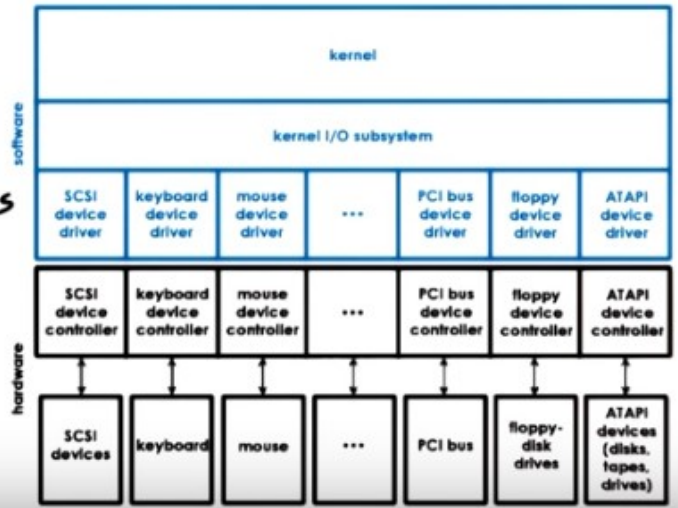 kernel
software
kernel I/O subsystem
s
SCSI device driver
keyboard device driver
mouse device driver
...
PCI bus device driver
floppy device driver
ATAPI device driver
hardware
SCSI device controller
keyboard device controller
mouse device controller
...
PCI bus device controller
floppy device controller
ATAPI device controller
SCSI devices
keyboard
mouse
...
PCI bus
floppy-disk drives
ATAPI devices (disks, tapes, drives)